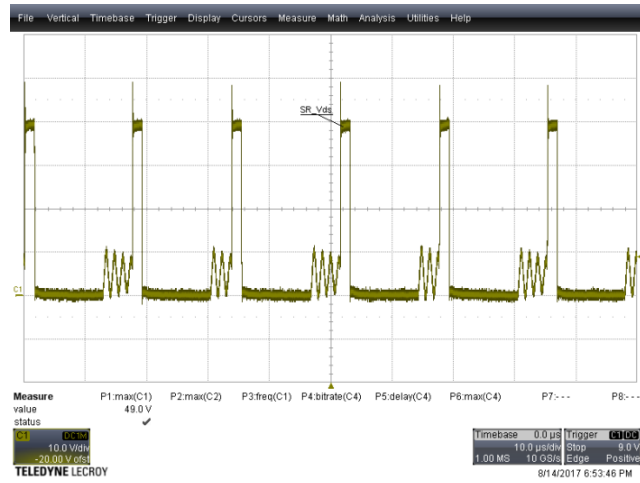 File Vertical Timebase Trigger Display Cursors Measure Math Analysis Utilities Help
SR_Vds
C1
Measure P1:max(C1) P2:max(C2) P3:freq(C1) P4:bitrate(C4) P5:delay(C4) P6:max(C4) P7:--- P8:---
value 49.0 V
status ✓
C1 DC1M
10.0 V/div
-20.00 V ofst
Timebase 0.0 µs
10.0 µs/div
1.00 MS 10 GS/s
Trigger C1 DC
Stop 9.0 V
Edge Positive
TELEDYNE LECROY
8/14/2017 6:53:46 PM